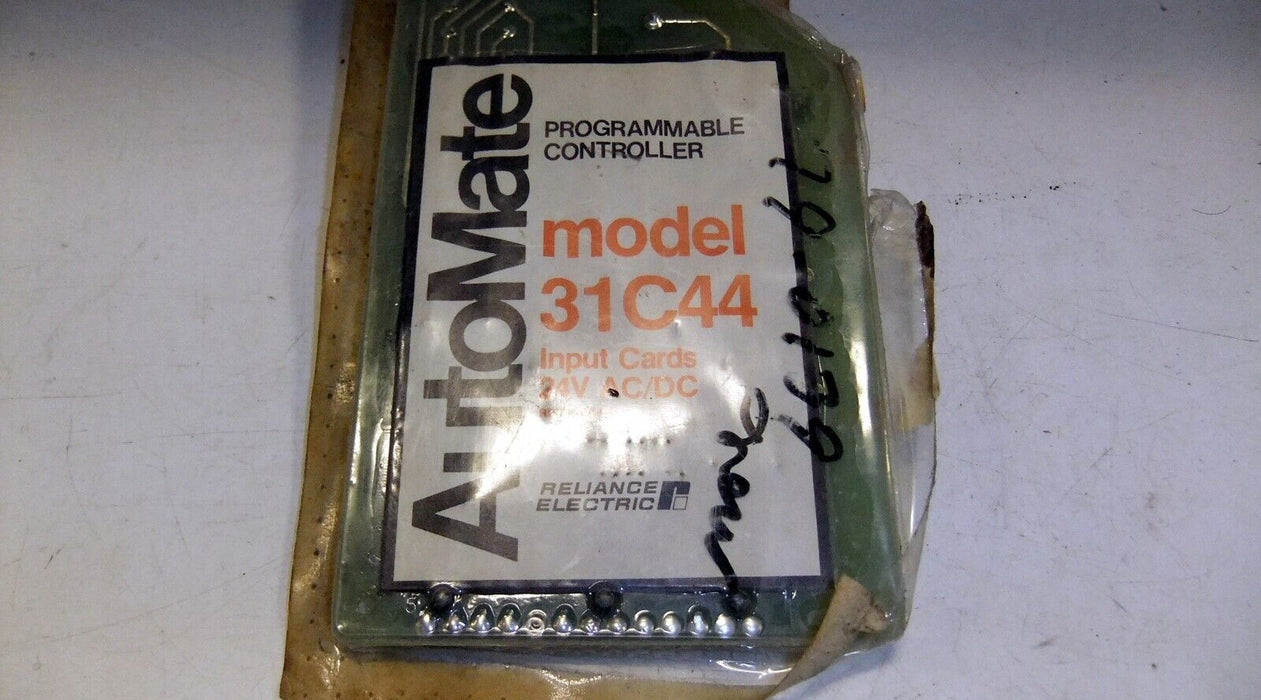 AutoMate
PROGRAMMABLE
CONTROLLER
model
31C44
Input Cards
24V AC/DC
RELIANCE
ELECTRIC